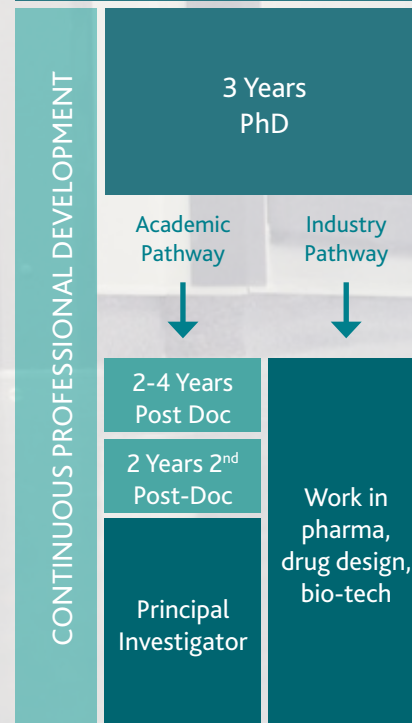 CONTINUOUS PROFESSIONAL DEVELOPMENT
3 Years
PhD
Academic
Pathway
Industry
Pathway
2-4 Years
Post Doc
2 Years 2nd
Post-Doc
Principal
Investigator
Work in
pharma,
drug design,
bio-tech